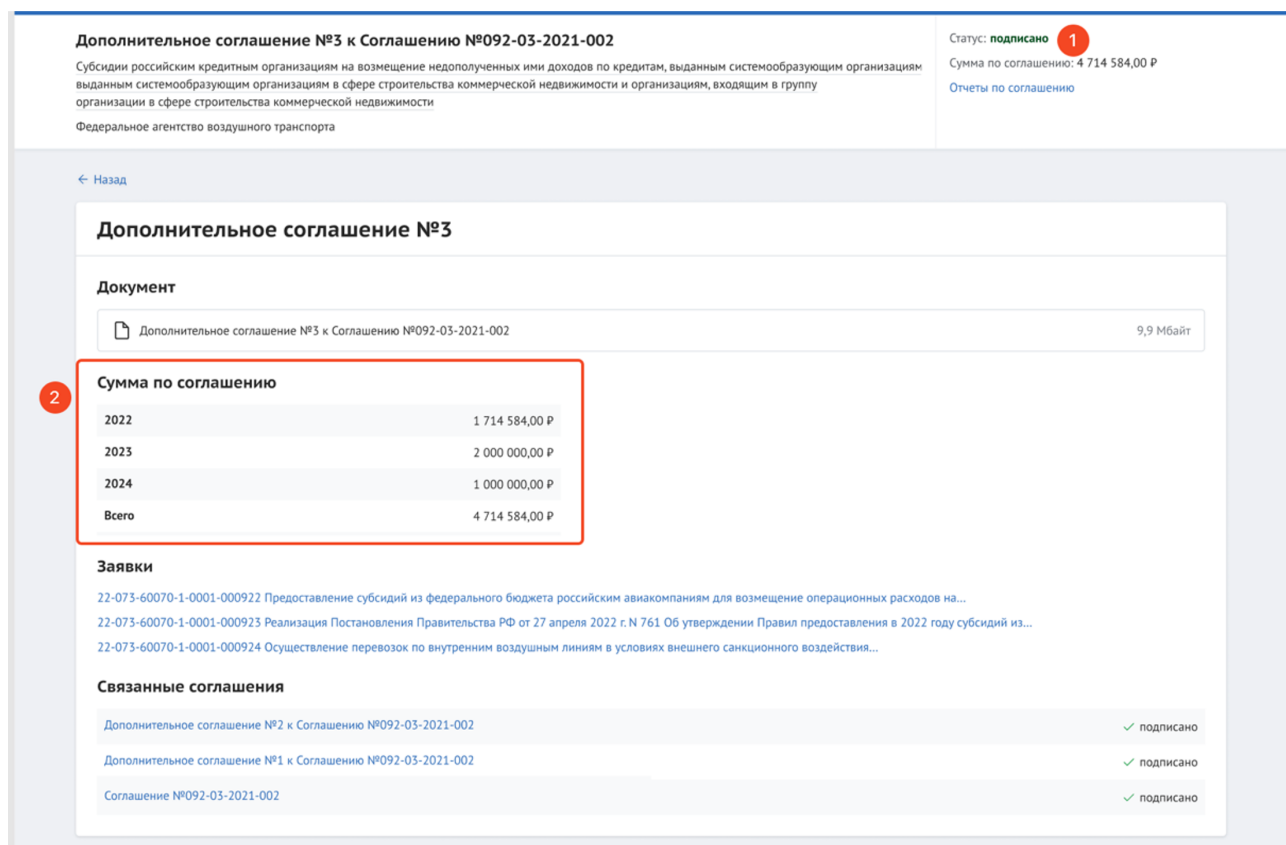 Дополнительное соглашение №3 к Соглашению №092-03-2021-002
Субсидии российским кредитным организациям на возмещение недополученных ими доходов по кредитам, выданным системообразующим организациям
выданным системообразующим организациям в сфере строительства коммерческой недвижимости и организациям, входящим в группу
организации в сфере строительства коммерческой недвижимости
Федеральное агентство воздушного транспорта
Статус: подписано 1
Сумма по соглашению: 4 714 584,00 ₽
Отчеты по соглашению
← Назад
Дополнительное соглашение №3
Документ
Дополнительное соглашение №3 к Соглашению №092-03-2021-002 9,9 Мбайт
2
Сумма по соглашению
2022 1 714 584,00 ₽
2023 2 000 000,00 ₽
2024 1 000 000,00 ₽
Всего 4 714 584,00 ₽
Заявки
22-073-60070-1-0001-000922 Предоставление субсидий из федерального бюджета российским авиакомпаниям для возмещение операционных расходов на...
22-073-60070-1-0001-000923 Реализация Постановления Правительства РФ от 27 апреля 2022 г. N 761 Об утверждении Правил предоставления в 2022 году субсидий из...
22-073-60070-1-0001-000924 Осуществление перевозок по внутренним воздушным линиям в условиях внешнего санкционного воздействия...
Связанные соглашения
Дополнительное соглашение №2 к Соглашению №092-03-2021-002 ✓ подписано
Дополнительное соглашение №1 к Соглашению №092-03-2021-002 ✓ подписано
Соглашение №092-03-2021-002 ✓ подписано